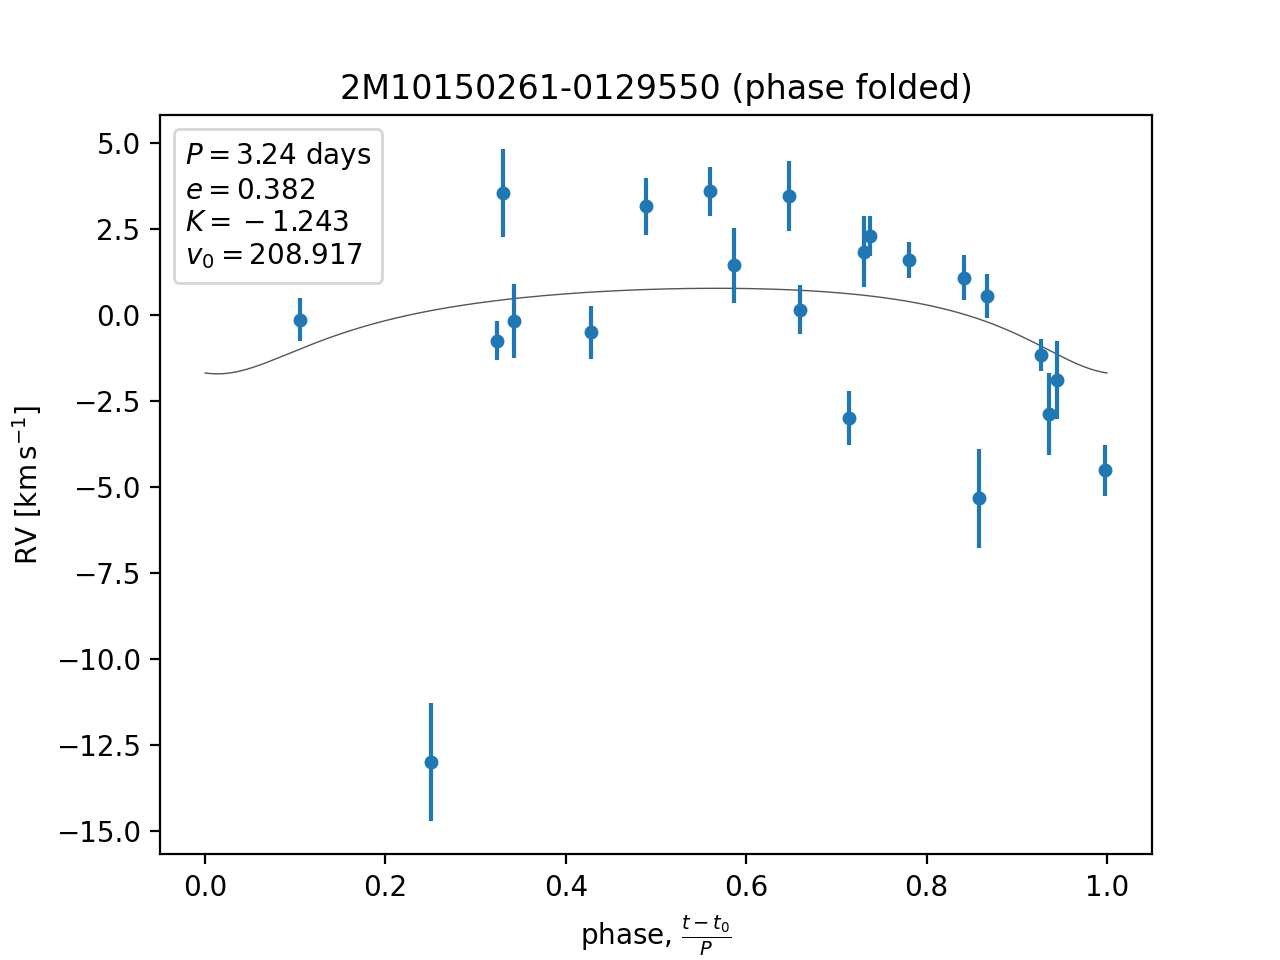 2M10150261-0129550 (phase folded)
P = 3.24 days
e = 0.382
K = −1.243
v₀ = 208.917
5.0
2.5
0.0
−2.5
−5.0
−7.5
−10.0
−12.5
−15.0
RV [km s⁻¹]
0.0 0.2 0.4 0.6 0.8 1.0
phase, (t − t₀)/P